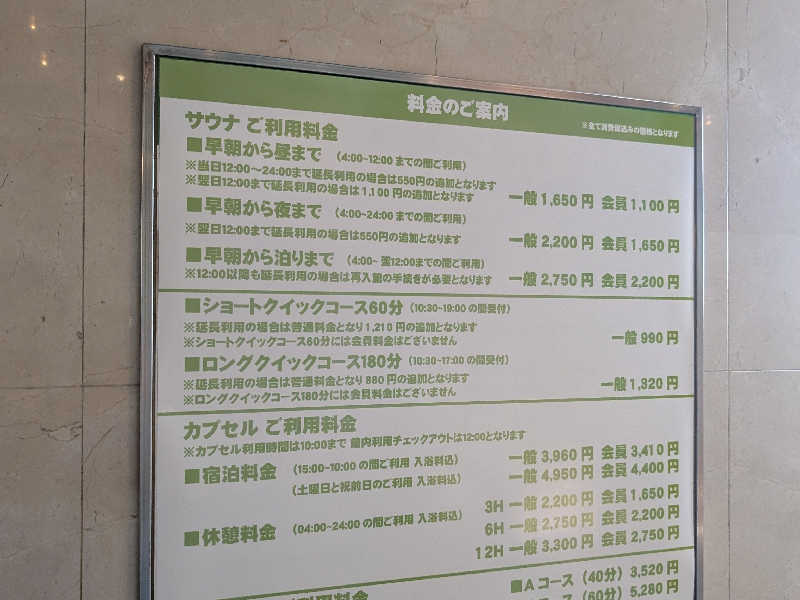 料金のご案内
※全て消費税込みの価格となります
サウナ ご利用料金
■早朝から昼まで (4:00~12:00 までの間ご利用)
※当日12:00〜24:00まで延長利用の場合は550円の追加となります
※翌日12:00まで延長利用の場合は1,100 円の追加となります
一般 1,650 円 会員 1,100 円
■早朝から夜まで (4:00~24:00 までの間ご利用)
※翌日12:00まで延長利用の場合は550円の追加となります
一般 2,200 円 会員 1,650 円
■早朝から泊りまで (4:00~ 翌12:00までの間ご利用)
※12:00以降も延長利用の場合は再入館の手続きが必要となります
一般 2,750 円 会員 2,200 円
■ショートクイックコース60分 (10:30~19:00 の間受付)
※延長利用の場合は普通料金となり 1,210 円の追加となります
※ショートクイックコース60分には会員料金はございません
一般 990 円
■ロングクイックコース180分 (10:30~17:00 の間受付)
※延長利用の場合は普通料金となり 880 円の追加となります
※ロングクイックコース180分には会員料金はございません
一般 1,320 円
カプセル ご利用料金
※カプセル利用時間は10:00まで 館内利用チェックアウトは12:00となります
■宿泊料金 (15:00~10:00 の間ご利用 入浴料込)
一般 3,960 円 会員 3,410 円
(土曜日と祝前日のご利用 入浴料込)
一般 4,950 円 会員 4,400 円
■休憩料金 (04:00~24:00 の間ご利用 入浴料込)
3H 一般 2,200 円 会員 1,650 円
6H 一般 2,750 円 会員 2,200 円
12H 一般 3,300 円 会員 2,750 円
ご利用料金
■Aコース (40分) 3,520 円
コース (60分) 5,280 円